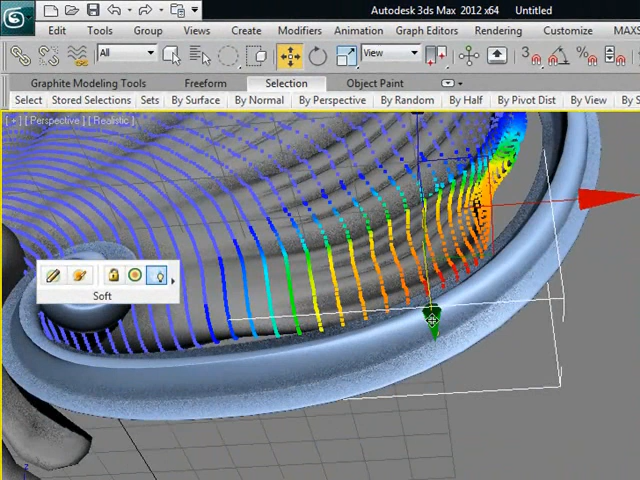 Autodesk 3ds Max 2012 x64 Untitled
Edit Tools Group Views Create Modifiers Animation Graph Editors Rendering Customize MAXS
All View 3
Graphite Modeling Tools Freeform Selection Object Paint
Select Stored Selections Sets By Surface By Normal By Perspective By Random By Half By Pivot Dist By View By
[ + ] [ Perspective ] [ Realistic ]
Soft